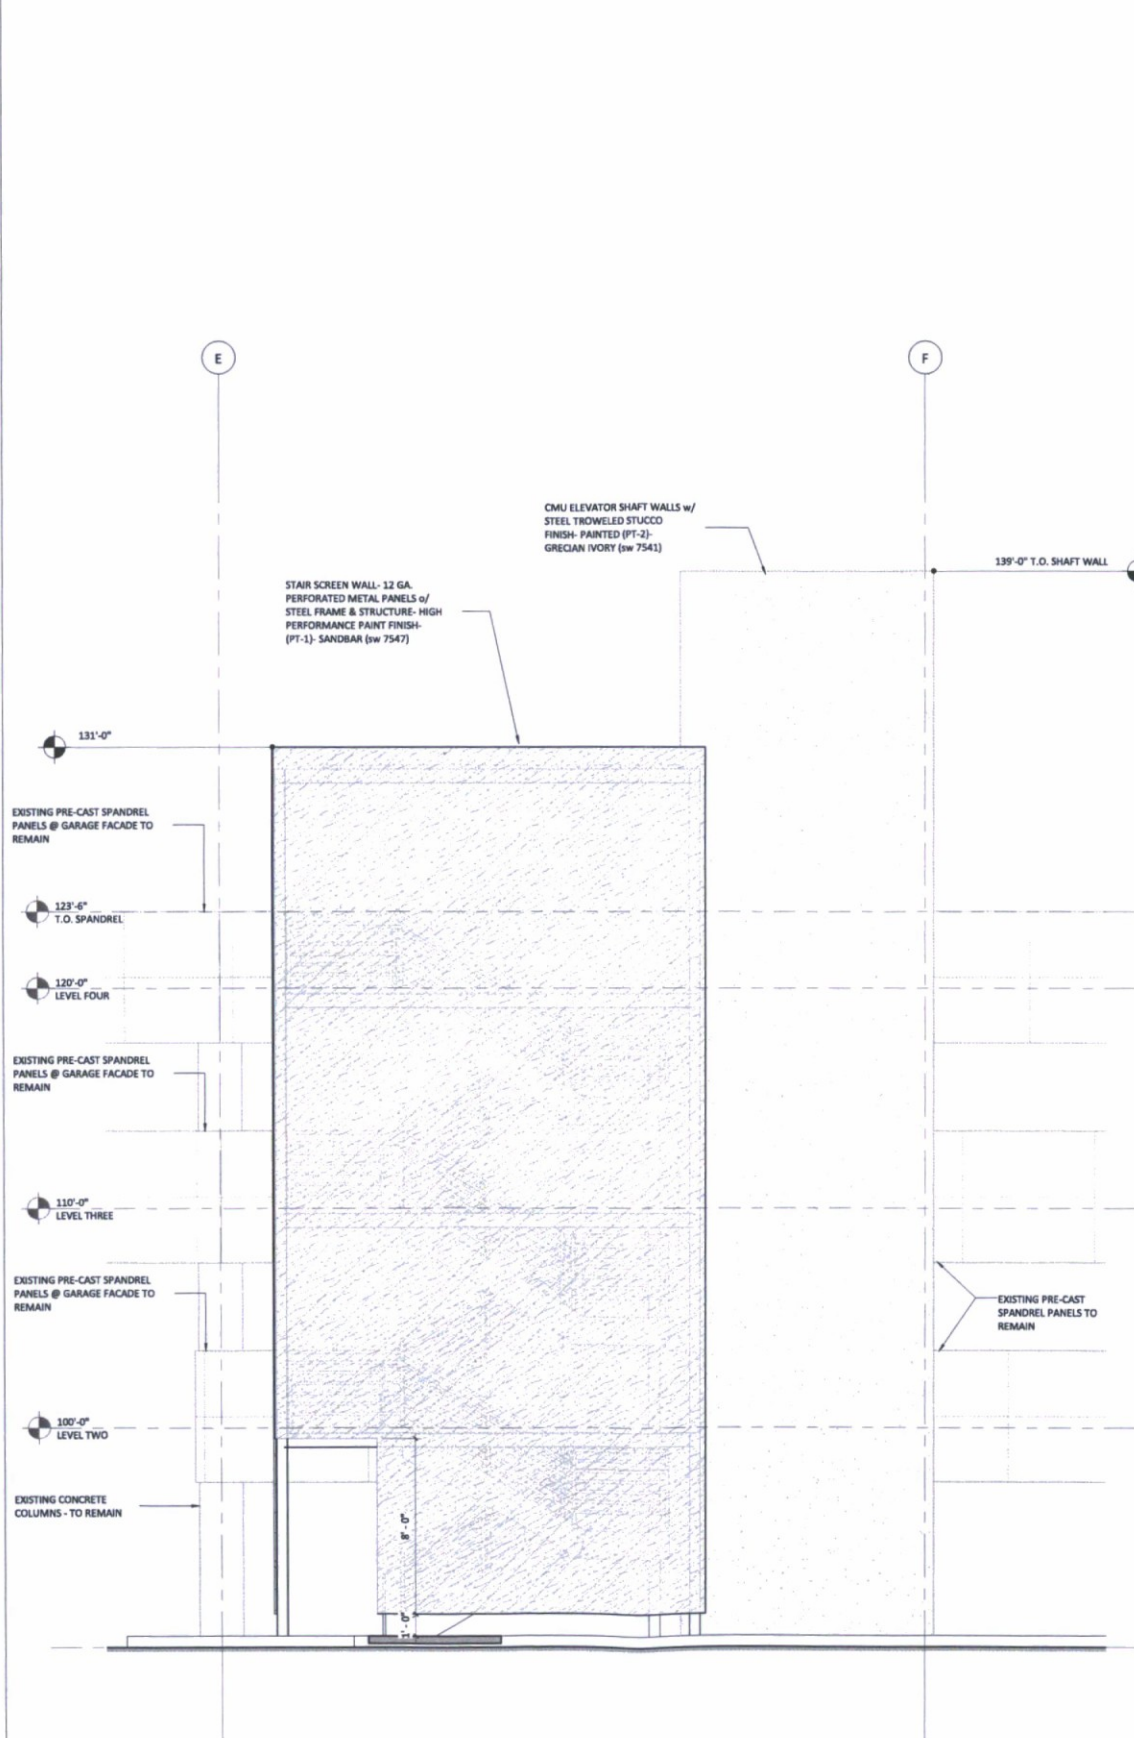 E
F
CMU ELEVATOR SHAFT WALLS w/
STEEL TROWELED STUCCO
FINISH- PAINTED (PT-2)-
GRECIAN IVORY (sw 7541)
139'-0" T.O. SHAFT WALL
STAIR SCREEN WALL- 12 GA.
PERFORATED METAL PANELS o/
STEEL FRAME & STRUCTURE- HIGH
PERFORMANCE PAINT FINISH-
(PT-1)- SANDBAR (sw 7547)
131'-0"
EXISTING PRE-CAST SPANDREL
PANELS @ GARAGE FACADE TO
REMAIN
123'-6"
T.O. SPANDREL
120'-0"
LEVEL FOUR
EXISTING PRE-CAST SPANDREL
PANELS @ GARAGE FACADE TO
REMAIN
110'-0"
LEVEL THREE
EXISTING PRE-CAST SPANDREL
PANELS @ GARAGE FACADE TO
REMAIN
EXISTING PRE-CAST
SPANDREL PANELS TO
REMAIN
100'-0"
LEVEL TWO
EXISTING CONCRETE
COLUMNS - TO REMAIN
8' - 0"
1' - 0"